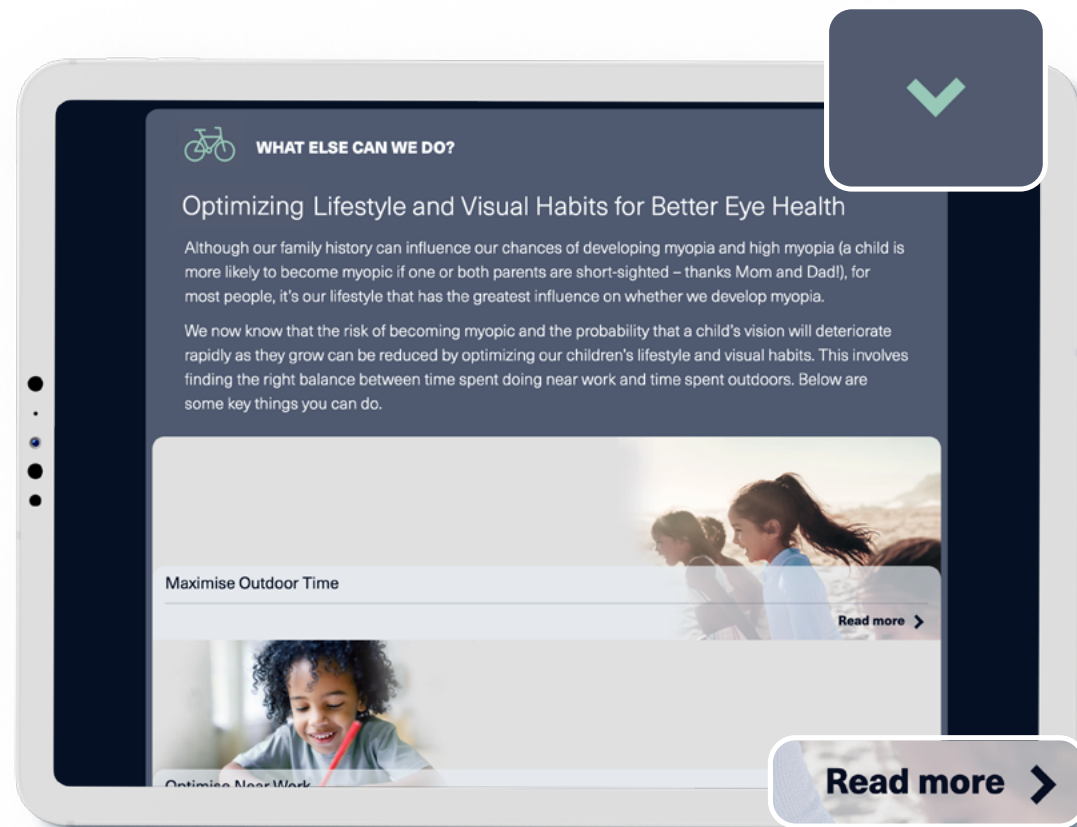 WHAT ELSE CAN WE DO?
Optimizing Lifestyle and Visual Habits for Better Eye Health
Although our family history can influence our chances of developing myopia and high myopia (a child is
more likely to become myopic if one or both parents are short-sighted – thanks Mom and Dad!), for
most people, it's our lifestyle that has the greatest influence on whether we develop myopia.
We now know that the risk of becoming myopic and the probability that a child's vision will deteriorate
rapidly as they grow can be reduced by optimizing our children's lifestyle and visual habits. This involves
finding the right balance between time spent doing near work and time spent outdoors. Below are
some key things you can do.
Maximise Outdoor Time
Read more
Optimise Near Work
Read more